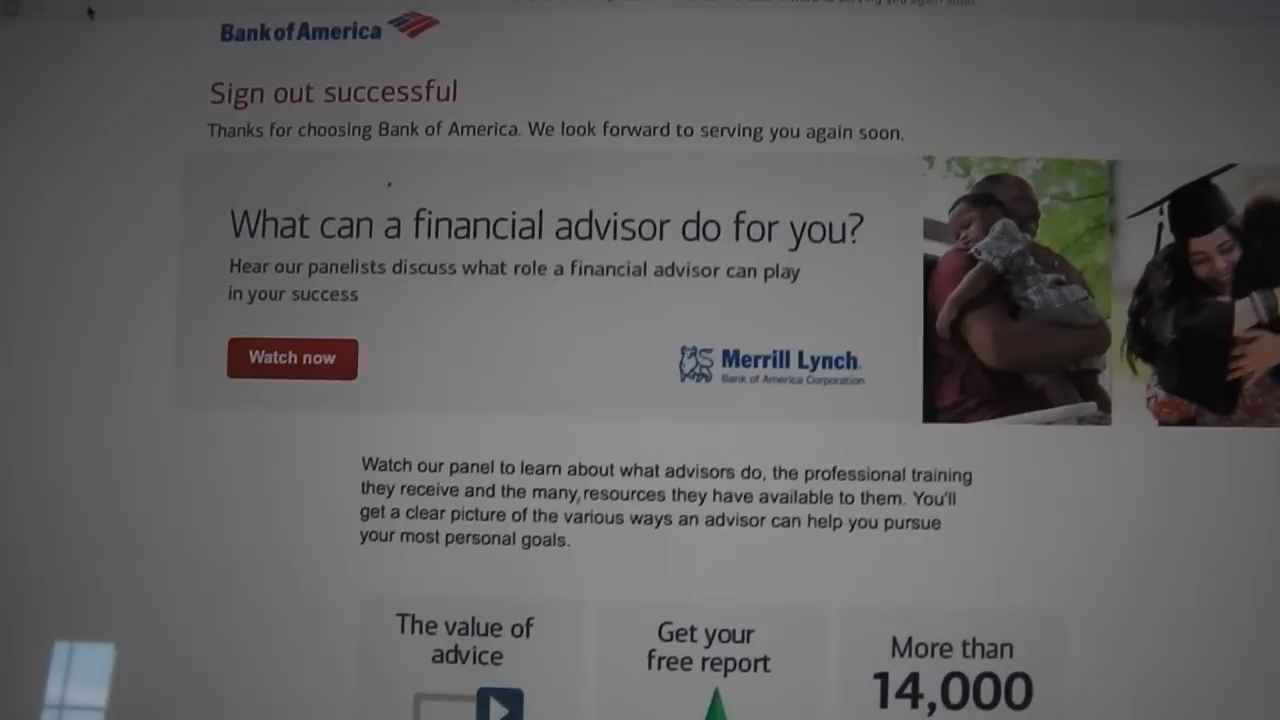 Bank of America
Sign out successful
Thanks for choosing Bank of America. We look forward to serving you again soon.
What can a financial advisor do for you?
Hear our panelists discuss what role a financial advisor can play
in your success
Watch now
Merrill Lynch
Bank of America Corporation
Watch our panel to learn about what advisors do, the professional training
they receive and the many resources they have available to them. You'll
get a clear picture of the various ways an advisor can help you pursue
your most personal goals.
The value of
advice
Get your
free report
More than
14,000